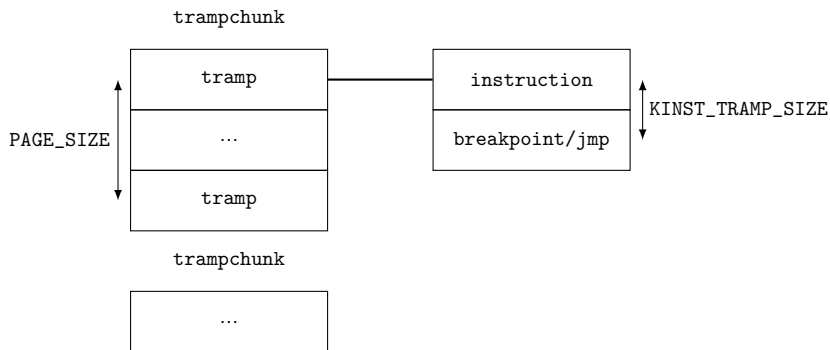 trampchunk
tramp
instruction
PAGE_SIZE
...
breakpoint/jmp
KINST_TRAMP_SIZE
tramp
trampchunk
...